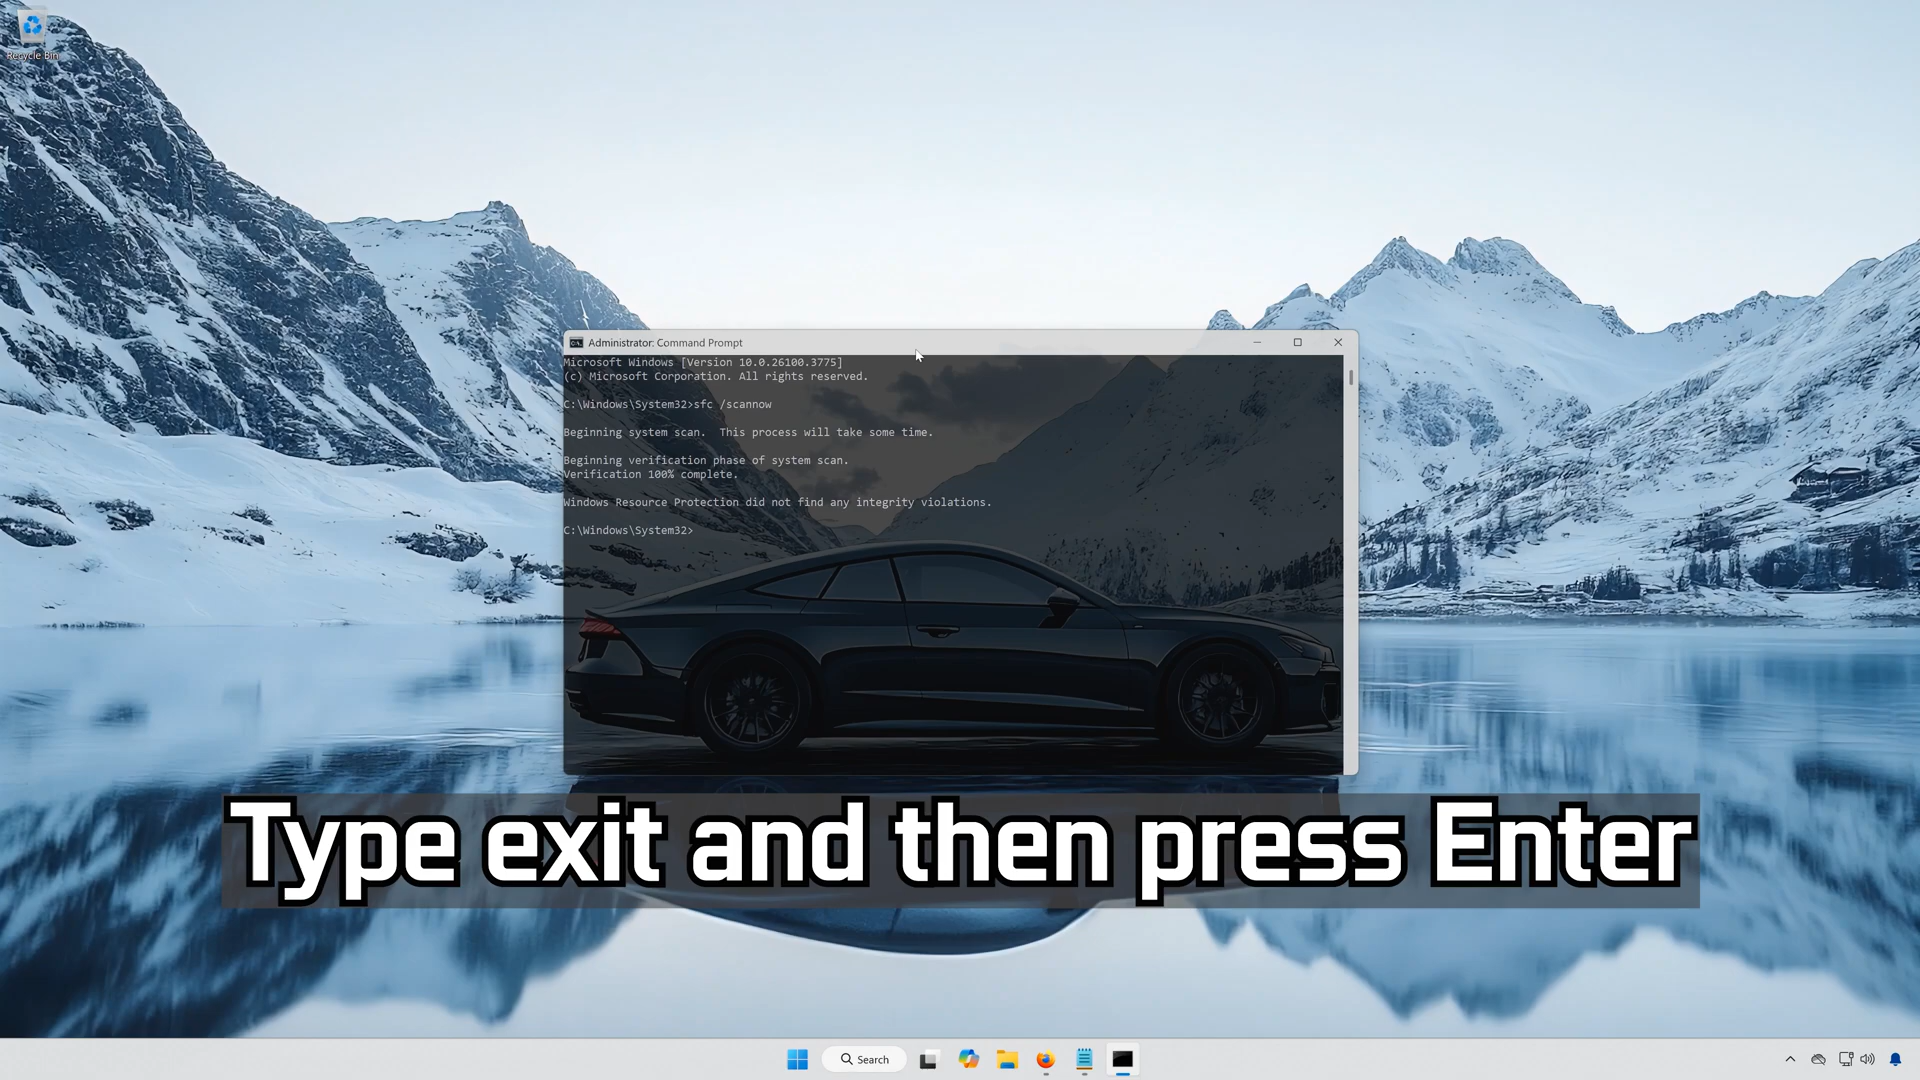 Recycle Bin
Administrator: Command Prompt
Microsoft Windows [Version 10.0.26100.3775]
(c) Microsoft Corporation. All rights reserved.
C:\Windows\System32>sfc /scannow
Beginning system scan.  This process will take some time.
Beginning verification phase of system scan.
Verification 100% complete.
Windows Resource Protection did not find any integrity violations.
C:\Windows\System32>
Type exit and then press Enter
Search